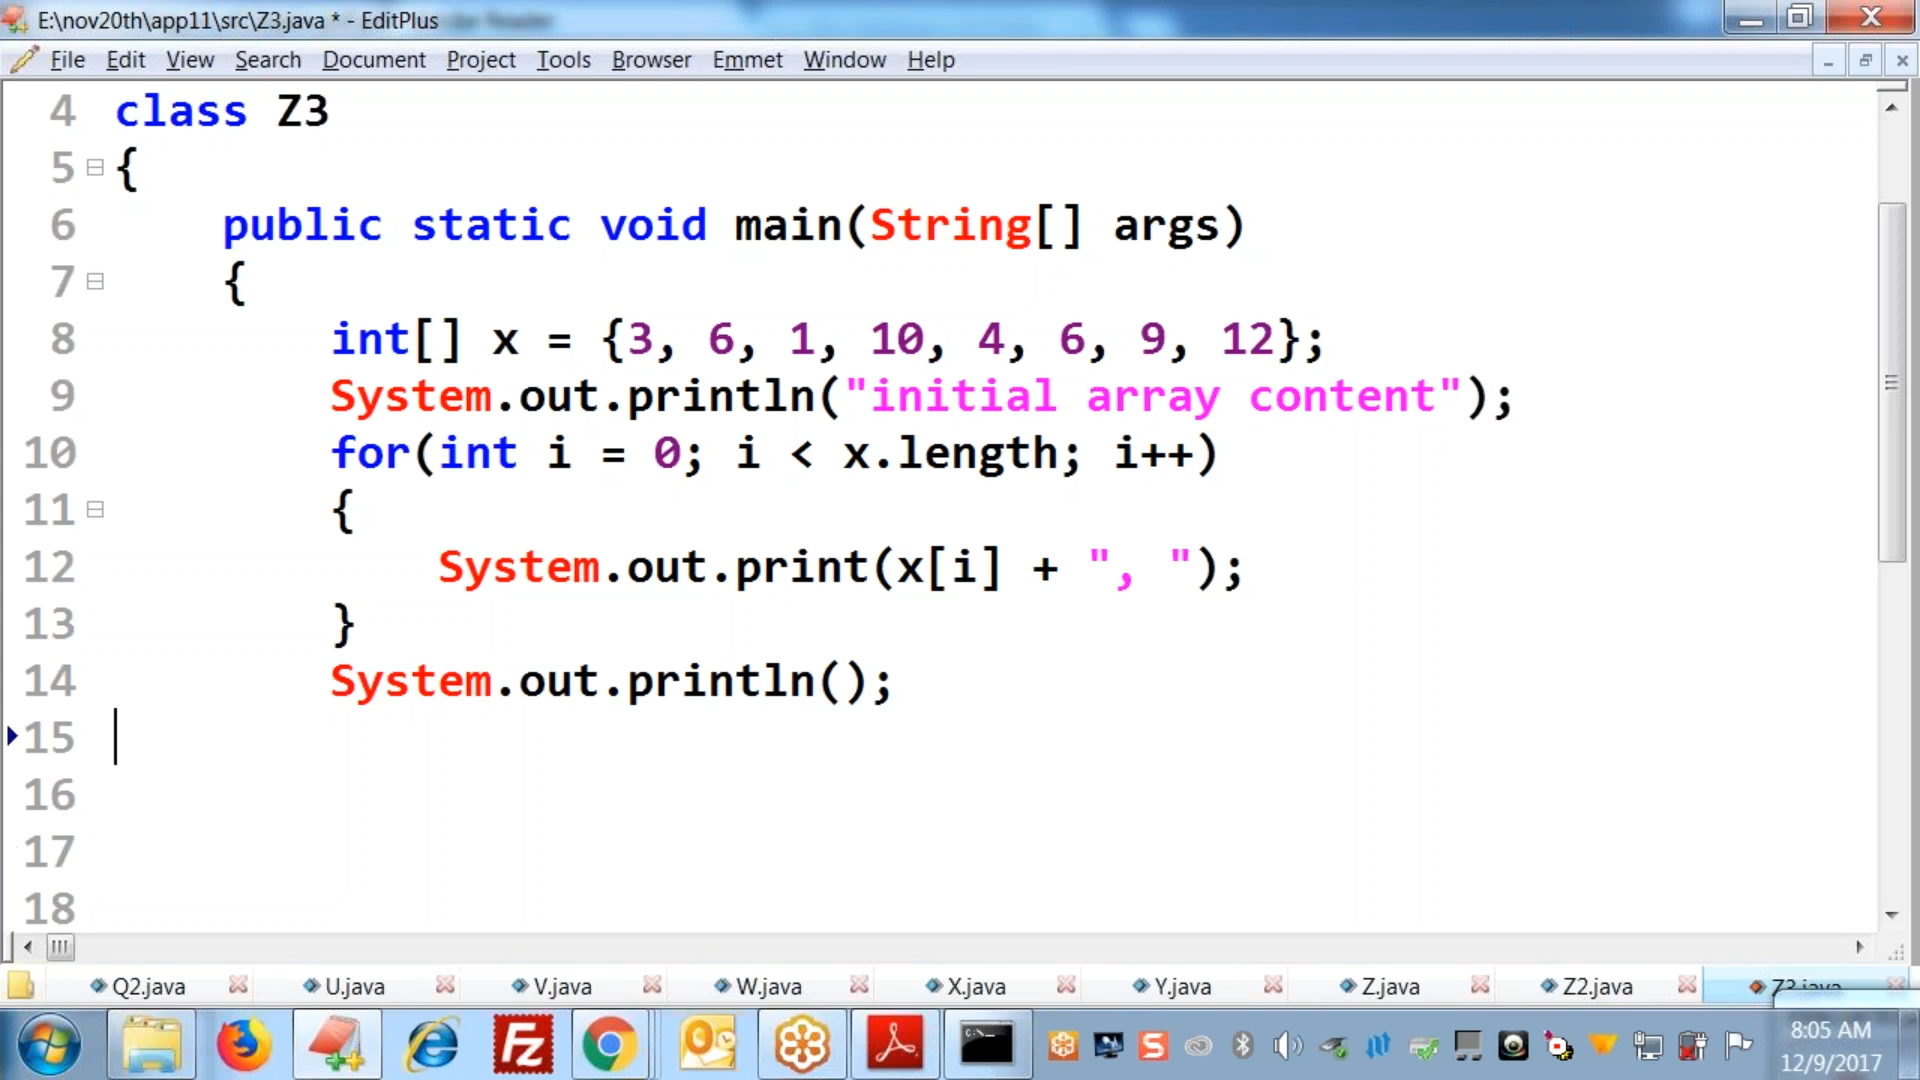 E:\nov20th\app11\src\Z3.java * - EditPlus
File Edit View Search Document Project Tools Browser Emmet Window Help
4 class Z3
5 {
6 public static void main(String[] args)
7 {
8 int[] x = {3, 6, 1, 10, 4, 6, 9, 12};
9 System.out.println("initial array content");
10 for(int i = 0; i < x.length; i++)
11 {
12 System.out.print(x[i] + ", ");
13 }
14 System.out.println();
15
16
17
18
Q2.java U.java V.java W.java X.java Y.java Z.java Z2.java Z3.java
8:05 AM
12/9/2017